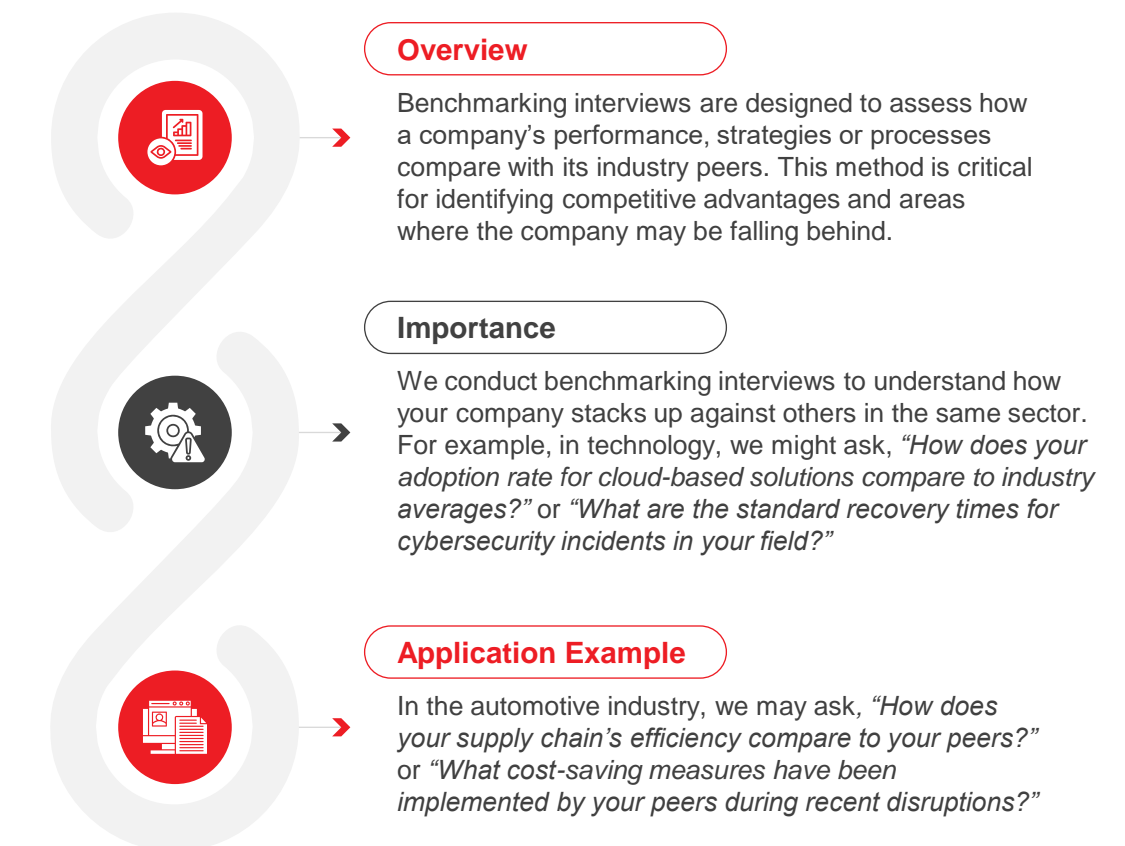 Overview
Benchmarking interviews are designed to assess how
a company’s performance, strategies or processes
compare with its industry peers. This method is critical
for identifying competitive advantages and areas
where the company may be falling behind.
Importance
We conduct benchmarking interviews to understand how
your company stacks up against others in the same sector.
For example, in technology, we might ask, “How does your
adoption rate for cloud-based solutions compare to industry
averages?” or “What are the standard recovery times for
cybersecurity incidents in your field?”
Application Example
In the automotive industry, we may ask, “How does
your supply chain’s efficiency compare to your peers?”
or “What cost-saving measures have been
implemented by your peers during recent disruptions?”